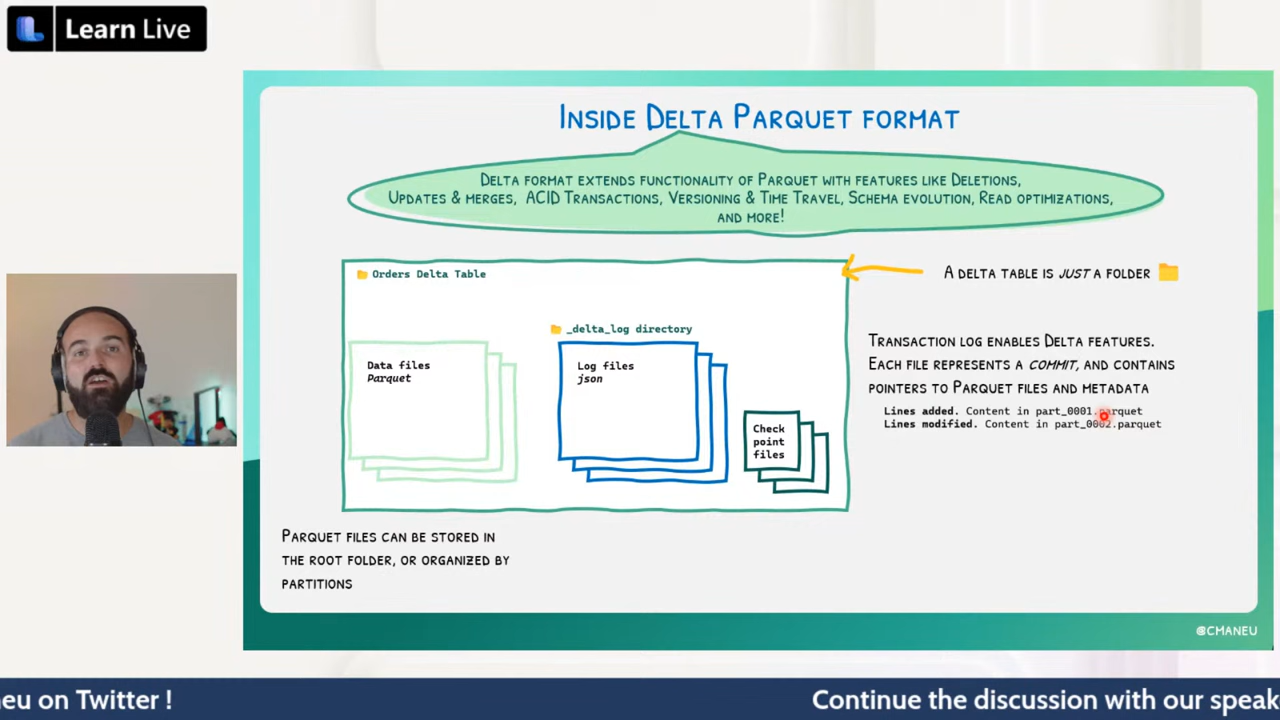 Learn Live
Inside Delta Parquet format
Delta format extends functionality of Parquet with features like Deletions,
Updates & merges, ACID Transactions, Versioning & Time Travel, Schema evolution, Read optimizations,
and more!
Orders Delta Table
A delta table is just a folder
_delta_log directory
Data files
Parquet
Log files
json
Check
point
files
Transaction log enables Delta features.
Each file represents a commit, and contains
pointers to Parquet files and metadata
Lines added. Content in part_0001.parquet
Lines modified. Content in part_0002.parquet
Parquet files can be stored in
the root folder, or organized by
partitions
@CMANEU
neu on Twitter !
Continue the discussion with our speak